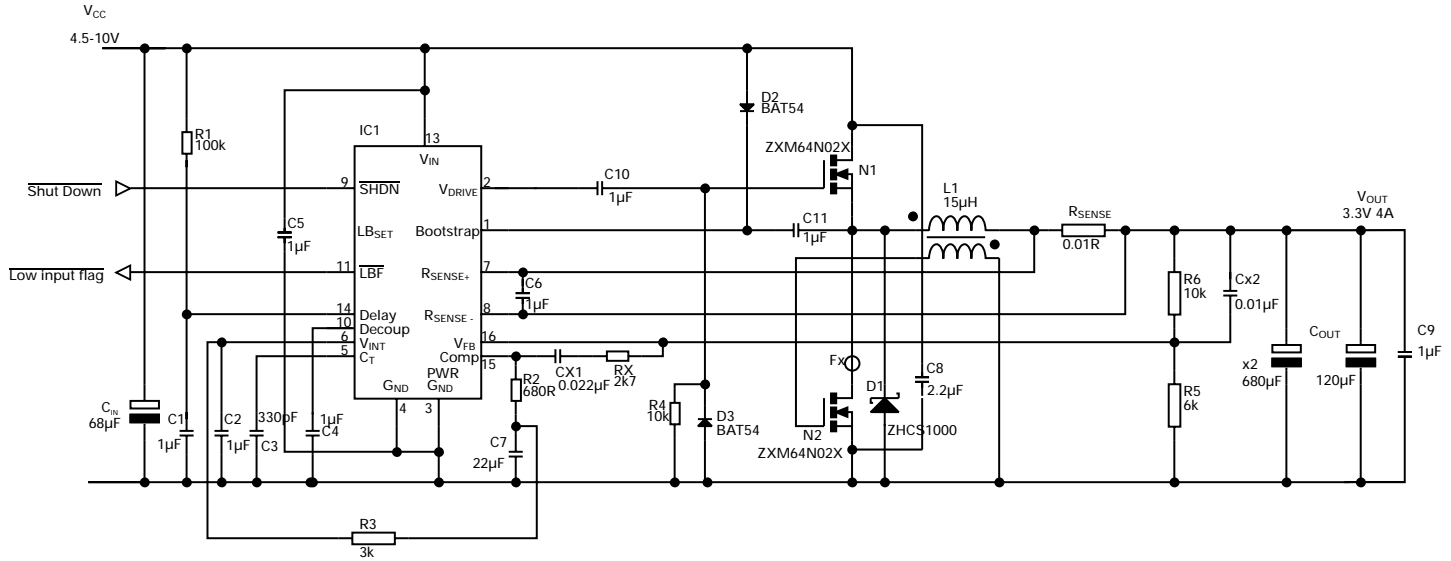 VCC
4.5-10V
D2
BAT54
R1
100k
IC1
13
VIN
ZXM64N02X
N1
Shut Down
9
SHDN
VDRIVE
2
C10
1µF
L1
15µH
RSENSE
0.01R
VOUT
3.3V 4A
C5
1µF
LBSET
Bootstrap
1
C11
1µF
Low input flag
11
LBF
RSENSE+
7
C6
1µF
R6
10k
Cx2
0.01µF
14
Delay
RSENSE -
8
10
Decoup
6
VINT
VFB
16
5
CT
Comp
15
CX1
0.022µF
RX
2k7
Fx
COUT
x2
680µF
120µF
C9
1µF
PWR
GND
GND
4
3
R2
680R
C8
2.2µF
D1
ZHCS1000
R5
6k
CIN
68µF
C1
1µF
C2
1µF
330pF
C3
1µF
C4
R4
10k
D3
BAT54
N2
ZXM64N02X
C7
22µF
R3
3k